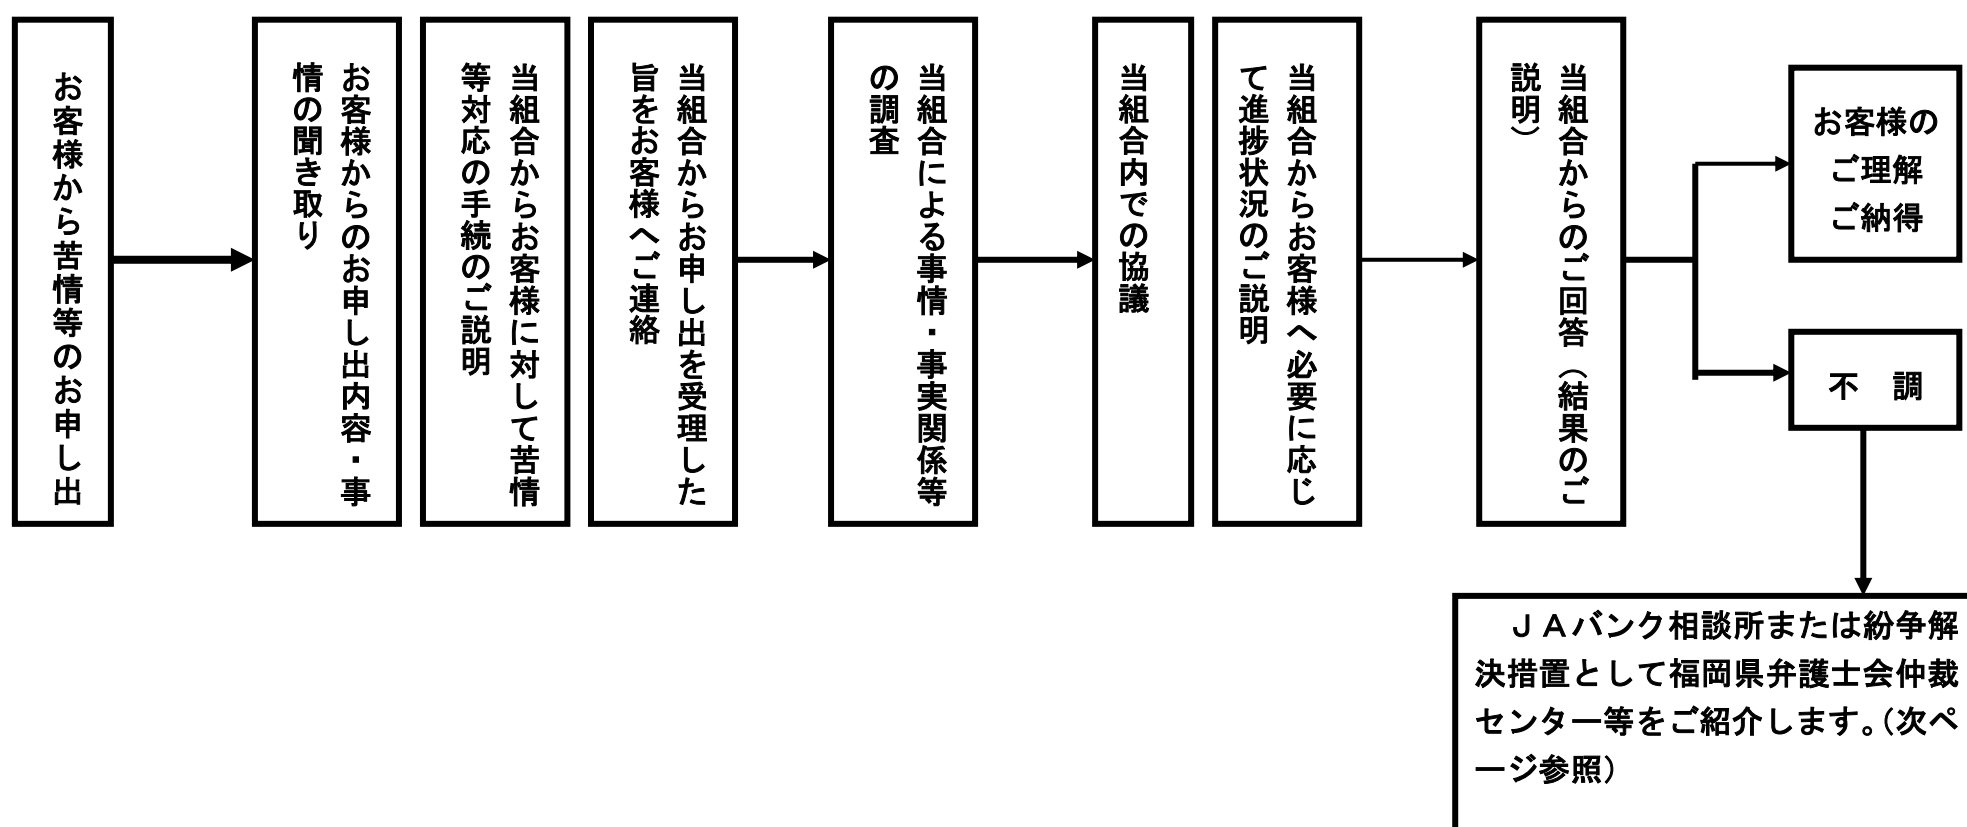 お客様から苦情等のお申し出
お客様からのお申し出内容・事
情の聞き取り
当組合からお客様に対して苦情
等対応の手続のご説明
当組合からお申し出を受理した
旨をお客様へご連絡
当組合による事情・事実関係等
の調査
当組合内での協議
当組合からお客様へ必要に応じ
て進捗状況のご説明
当組合からのご回答（結果のご
説明）
お客様の
ご理解
ご納得
不　調
ＪＡバンク相談所または紛争解
決措置として福岡県弁護士会仲裁
センター等をご紹介します。（次ペ
ージ参照）